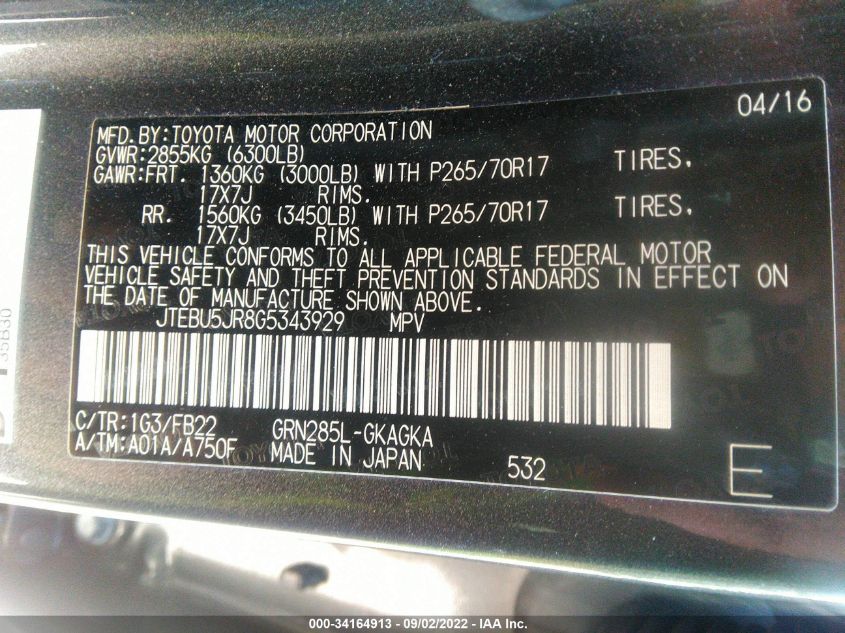 04/16
MFD.BY:TOYOTA MOTOR CORPORATION
GVWR:2855KG (6300LB)
GAWR:FRT. 1360KG (3000LB) WITH P265/70R17 TIRES,
17X7J RIMS.
RR. 1560KG (3450LB) WITH P265/70R17 TIRES,
17X7J RIMS.
THIS VEHICLE CONFORMS TO ALL APPLICABLE FEDERAL MOTOR
VEHICLE SAFETY AND THEFT PREVENTION STANDARDS IN EFFECT ON
THE DATE OF MANUFACTURE SHOWN ABOVE.
JTEBU5JR8G5343929 MPV
C/TR:1G3/FB22 GRN285L-GKAGKA
A/TM:A01A/A750F MADE IN JAPAN 532 E
35B30
000-34164913 - 09/02/2022 - IAA Inc.